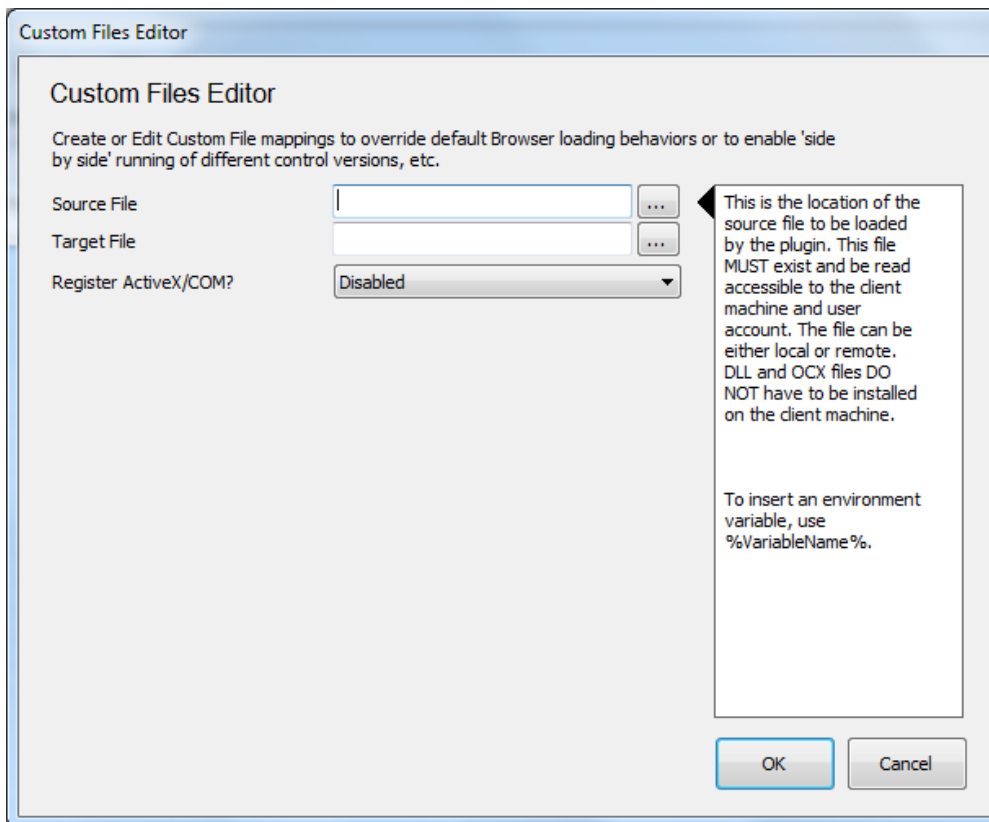 Custom Files Editor
Custom Files Editor
Create or Edit Custom File mappings to override default Browser loading behaviors or to enable 'side
by side' running of different control versions, etc.
Source File
...
Target File
...
Register ActiveX/COM?
Disabled
This is the location of the
source file to be loaded
by the plugin. This file
MUST exist and be read
accessible to the client
machine and user
account. The file can be
either local or remote.
DLL and OCX files DO
NOT have to be installed
on the client machine.
To insert an environment
variable, use
%VariableName%.
OK
Cancel